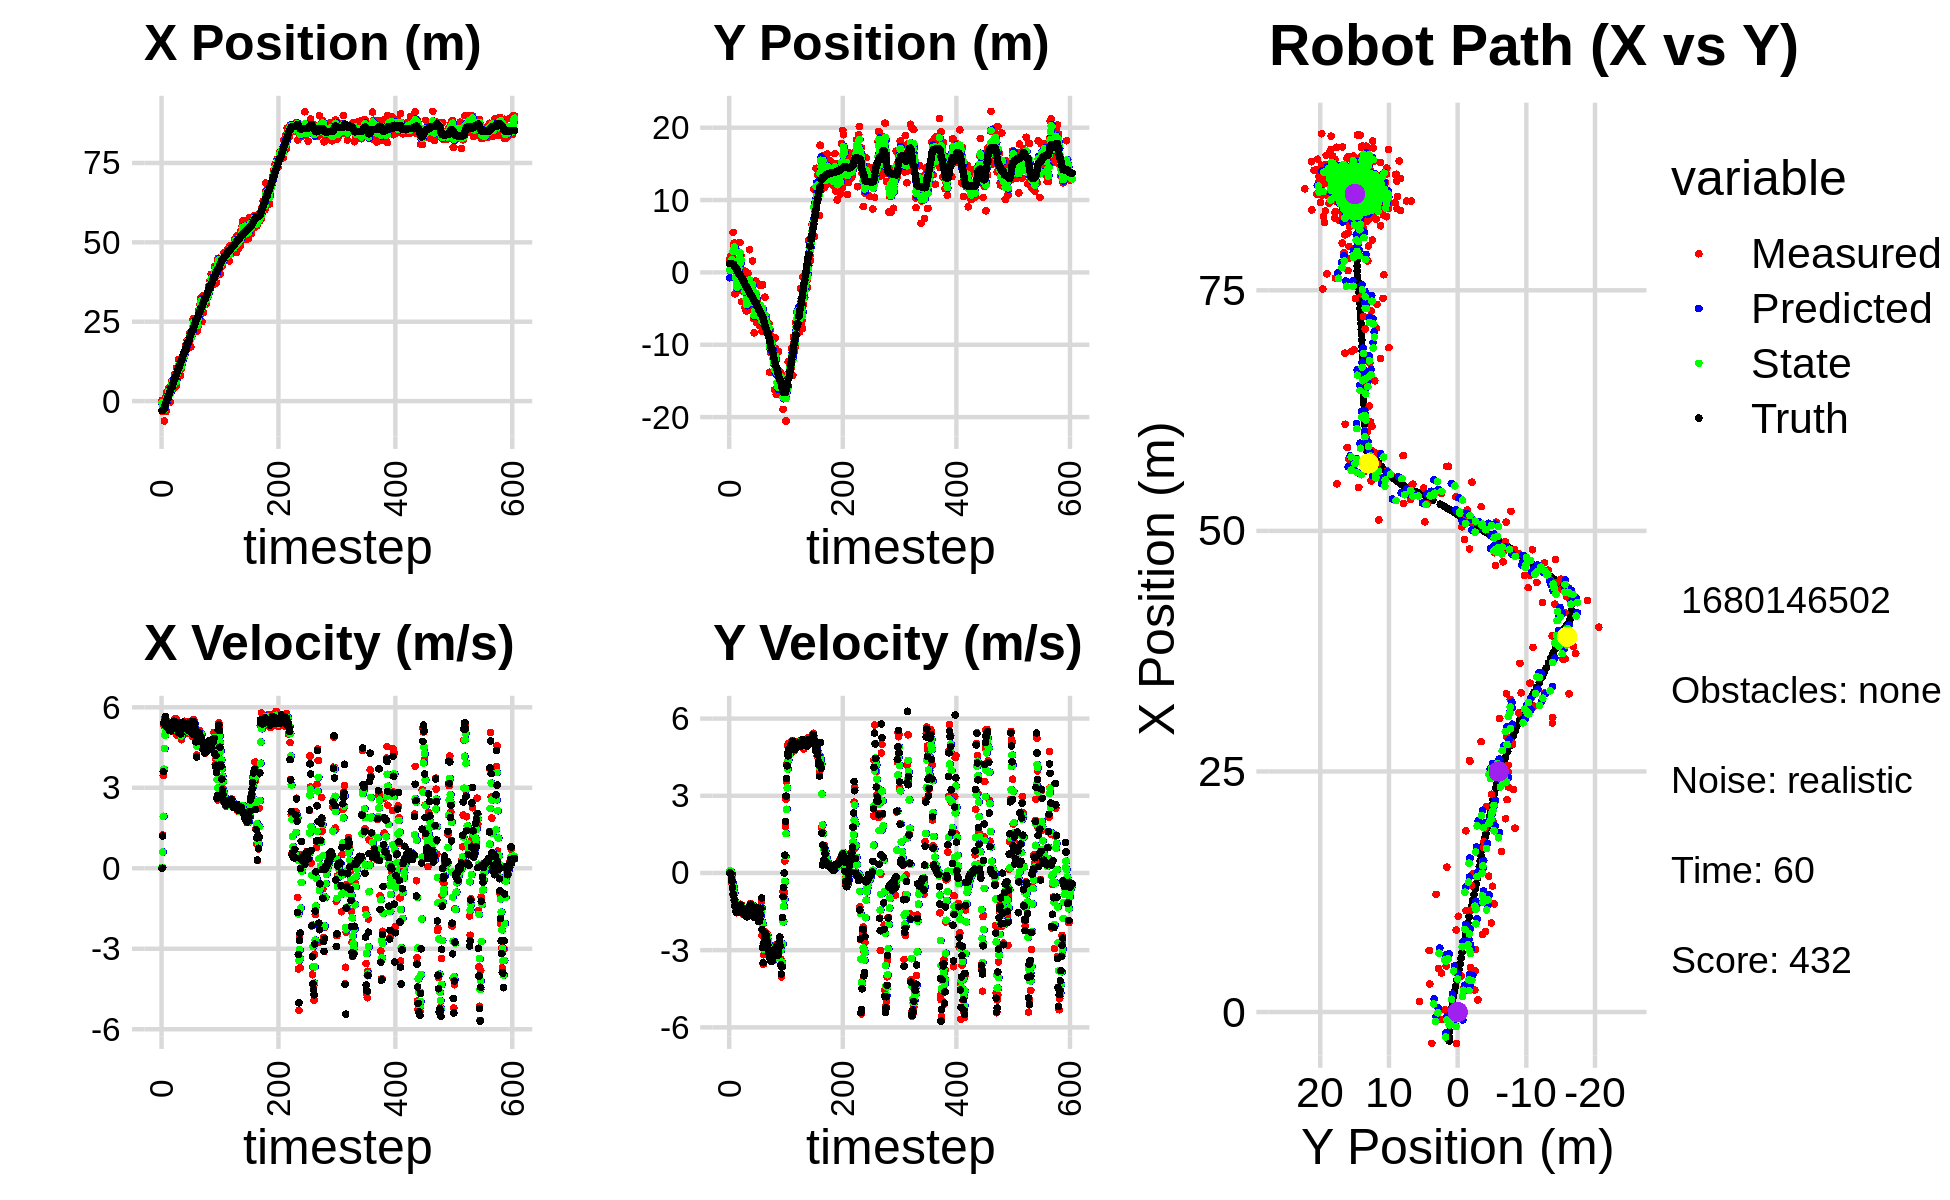 X Position (m)
75
50
25
0
0
200
400
600
timestep
Y Position (m)
20
10
0
-10
-20
0
200
400
600
timestep
X Velocity (m/s)
6
3
0
-3
-6
0
200
400
600
timestep
Y Velocity (m/s)
6
3
0
-3
-6
0
200
400
600
timestep
Robot Path (X vs Y)
X Position (m)
75
50
25
0
20 10 0 -10 -20
Y Position (m)
variable
Measured
Predicted
State
Truth
1680146502
Obstacles: none
Noise: realistic
Time: 60
Score: 432